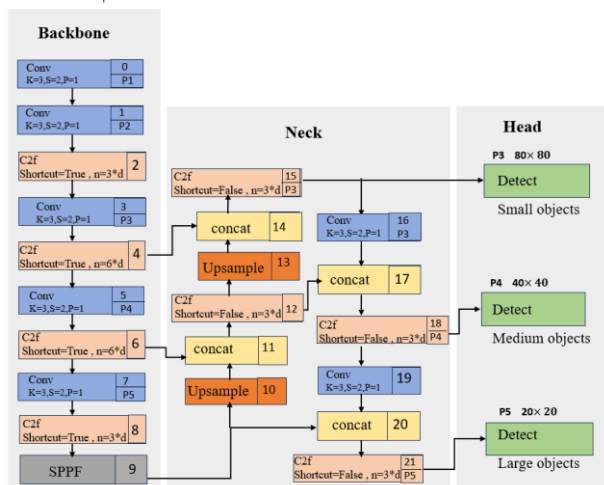 Backbone
Conv 0
K=3,S=2,P=1 P1
Conv 1
K=3,S=2,P=1 P2
C2f
Shortcut=True , n=3*d 2
Conv 3
K=3,S=2,P=1 P3
C2f
Shortcut=True , n=6*d 4
Conv 5
K=3,S=2,P=1 P4
C2f
Shortcut=True , n=6*d 6
Conv 7
K=3,S=2,P=1 P5
C2f
Shortcut=True , n=3*d 8
SPPF 9
Neck
C2f 15
Shortcut=False , n=3*d P3
concat 14
Upsample 13
C2f
Shortcut=False , n=3*d 12
concat 11
Upsample 10
Conv 16
K=3,S=2,P=1 P3
concat 17
C2f 18
Shortcut=False , n=3*d P4
Conv
K=3,S=2,P=1 19
concat 20
C2f 21
Shortcut=False , n=3*d P5
Head
P3 80×80
Detect
Small objects
P4 40×40
Detect
Medium objects
P5 20×20
Detect
Large objects